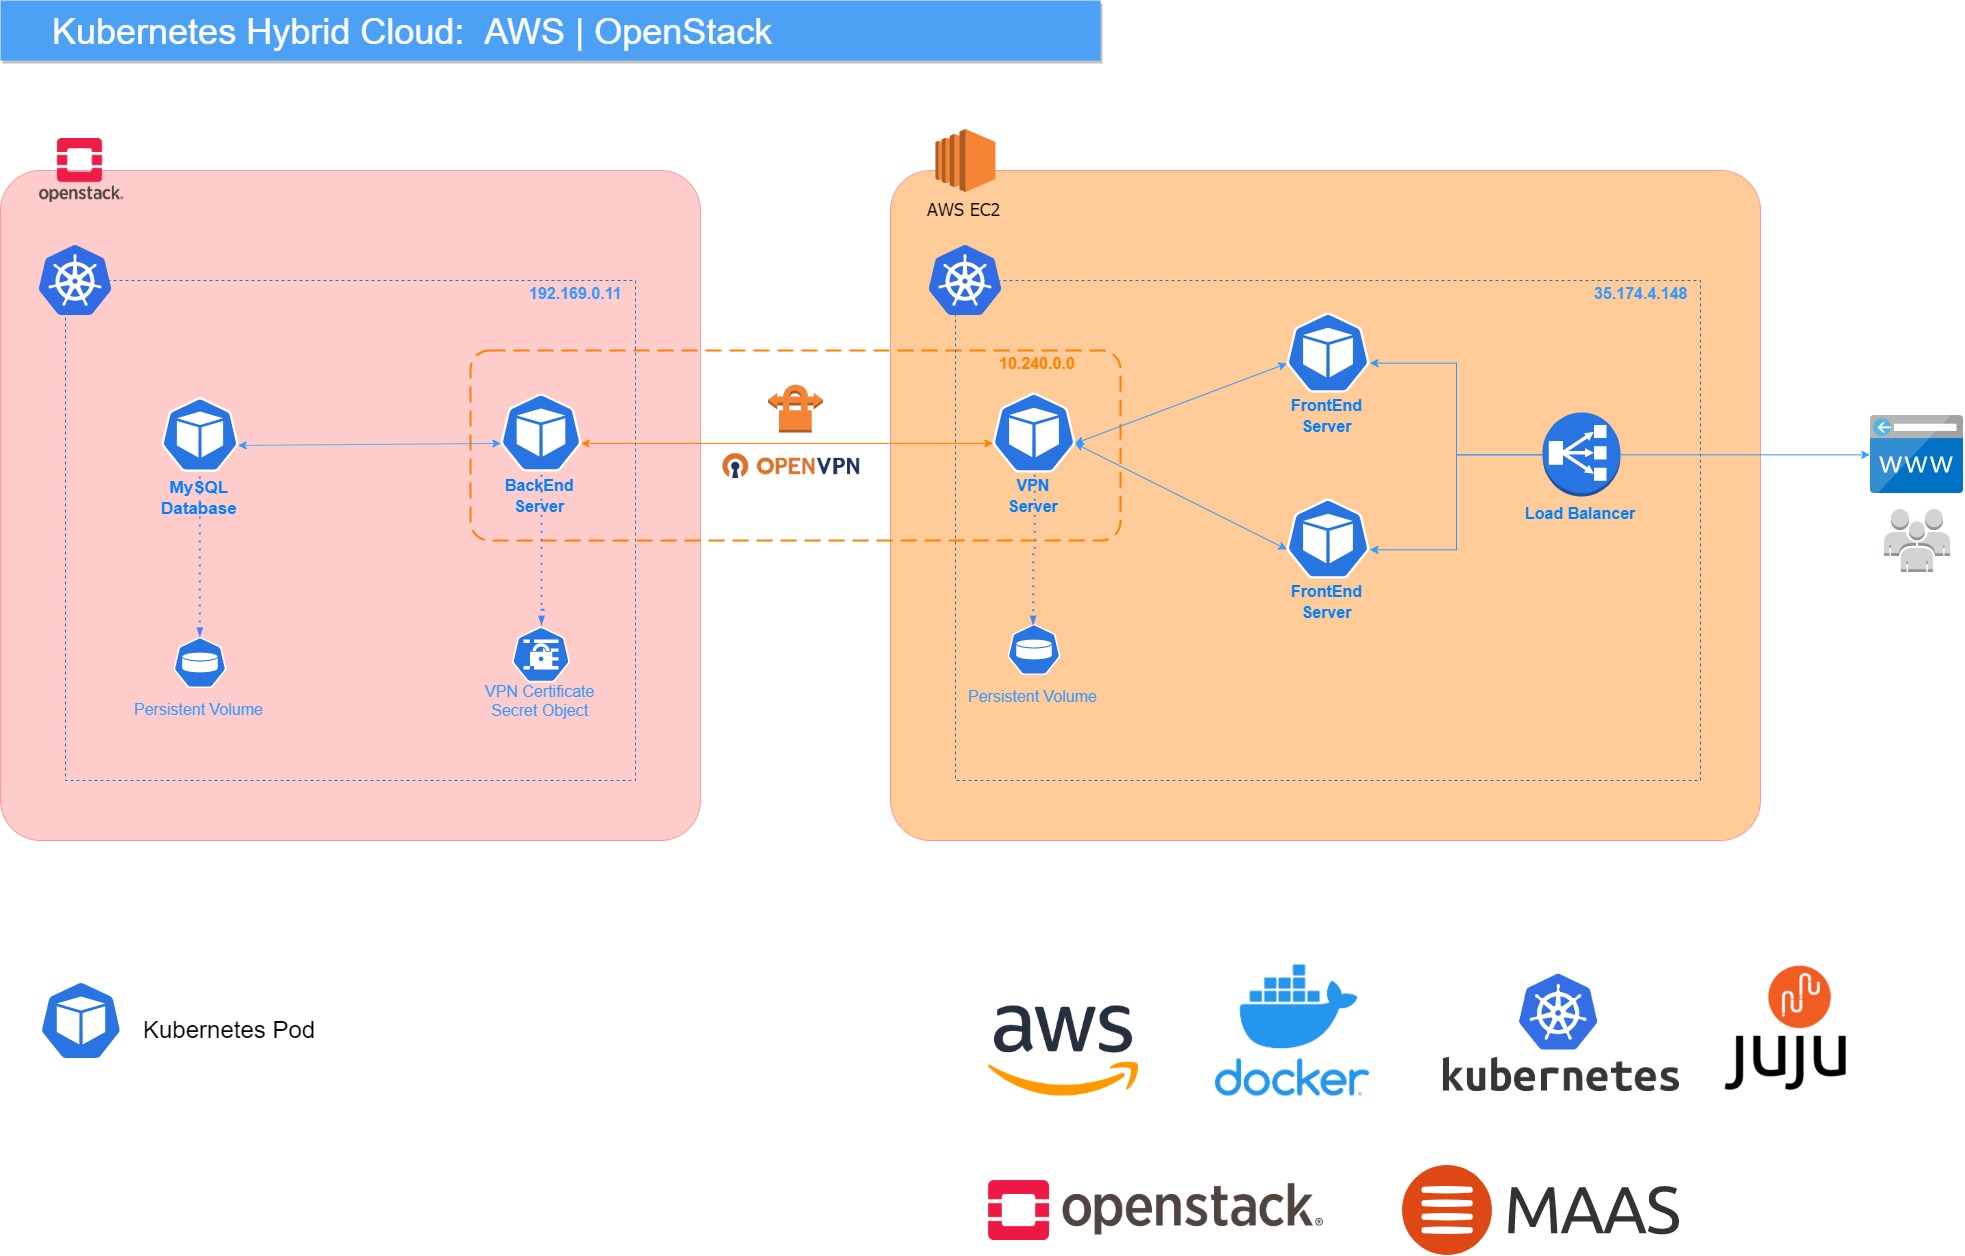 Kubernetes Hybrid Cloud: AWS | OpenStack
openstack.
AWS EC2
192.169.0.11
35.174.4.148
10.240.0.0
OPENVPN
MySQL
Database
BackEnd
Server
VPN
Server
FrontEnd
Server
FrontEnd
Server
Load Balancer
WWW
Persistent Volume
VPN Certificate
Secret Object
Persistent Volume
Kubernetes Pod
aws
docker
kubernetes
juju
openstack.
MAAS